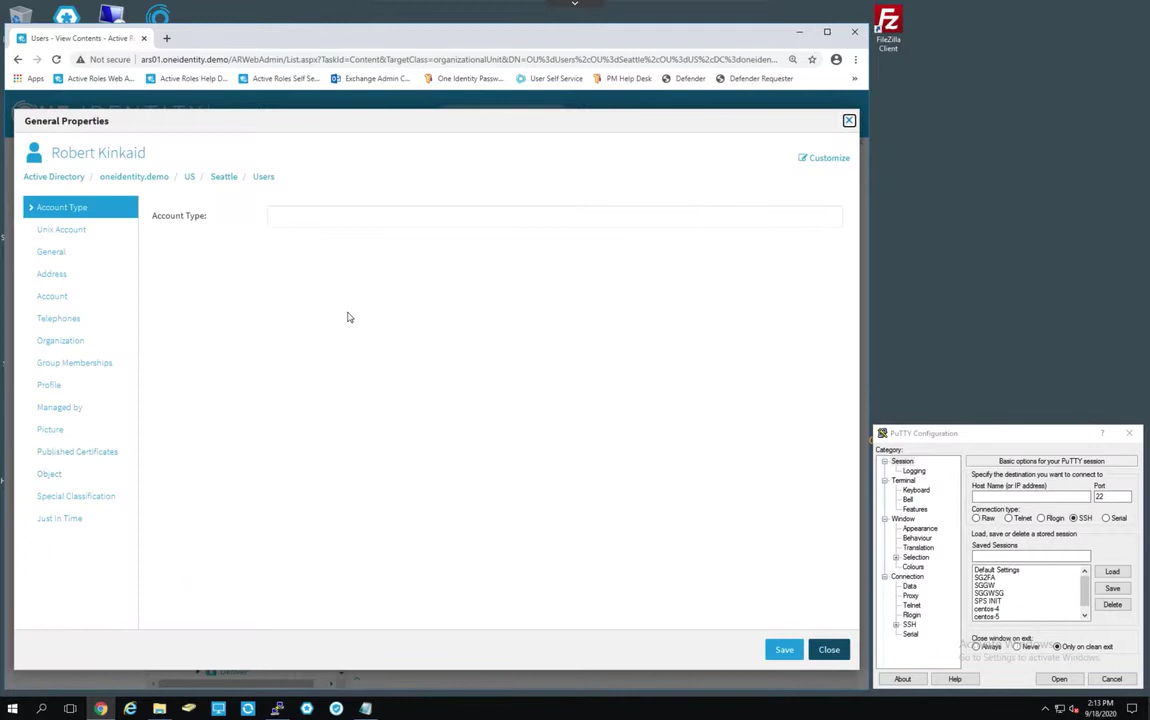 FileZilla
Client
Users - View Contents - Active R
Not secure
ars01.oneidentity.demo/ARWebAdmin/List.aspx?TaskId=Content&TargetClass=organizationalUnit&DN=OU%3dUsers%2cOU%3dSeattle%2cOU%3dUS%2cDC%3doneiden...
Apps
Active Roles Web A...
Active Roles Help D...
Active Roles Self Se...
Exchange Admin C...
One Identity Passw...
User Self Service
PM Help Desk
Defender
Defender Requester
General Properties
Robert Kinkaid
Customize
Active Directory / oneidentity.demo / US / Seattle / Users
Account Type
Account Type:
Unix Account
General
Address
Account
Telephones
Organization
Group Memberships
Profile
Managed by
Picture
Published Certificates
Object
Special Classification
Just In Time
Save
Close
Denver
PuTTY Configuration
Category:
Session
Logging
Terminal
Keyboard
Bell
Features
Window
Appearance
Behaviour
Translation
Selection
Colours
Connection
Data
Proxy
Telnet
Rlogin
SSH
Serial
Basic options for your PuTTY session
Specify the destination you want to connect to
Host Name (or IP address)
Port
22
Connection type:
Raw
Telnet
Rlogin
SSH
Serial
Load, save or delete a stored session
Saved Sessions
Default Settings
SG2FA
SGGW
SGGWSG
SPS INIT
centos-4
centos-5
Load
Save
Delete
Close window on exit:
Always
Never
Only on clean exit
Activate Windows
Go to Settings to activate Windows.
About
Help
Open
Cancel
2:13 PM
9/18/2020